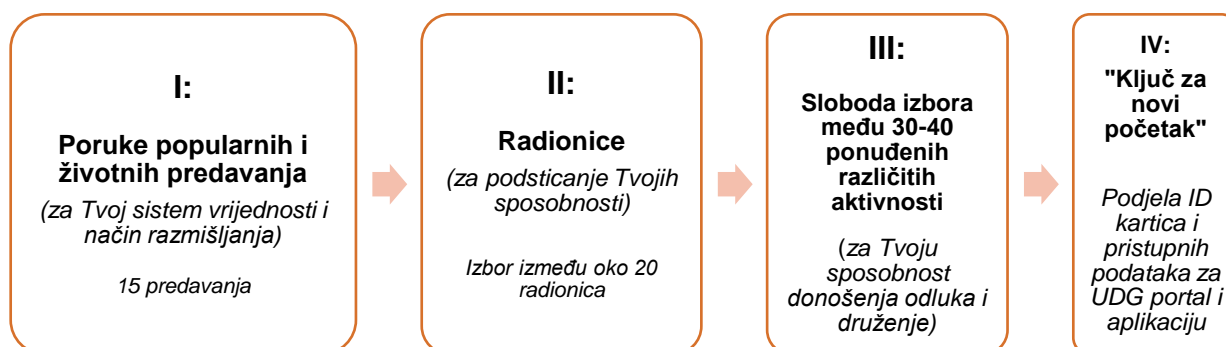 I:
Poruke popularnih i
životnih predavanja
(za Tvoj sistem vrijednosti i
način razmišljanja)
15 predavanja
II:
Radionice
(za podsticanje Tvojih
sposobnosti)
Izbor između oko 20
radionica
III:
Sloboda izbora
među 30-40
ponuđenih
različitih
aktivnosti
(za Tvoju
sposobnost
donošenja odluka i
druženje)
IV:
"Ključ za
novi
početak"
Podjela ID
kartica i
pristupnih
podataka za
UDG portal i
aplikaciju